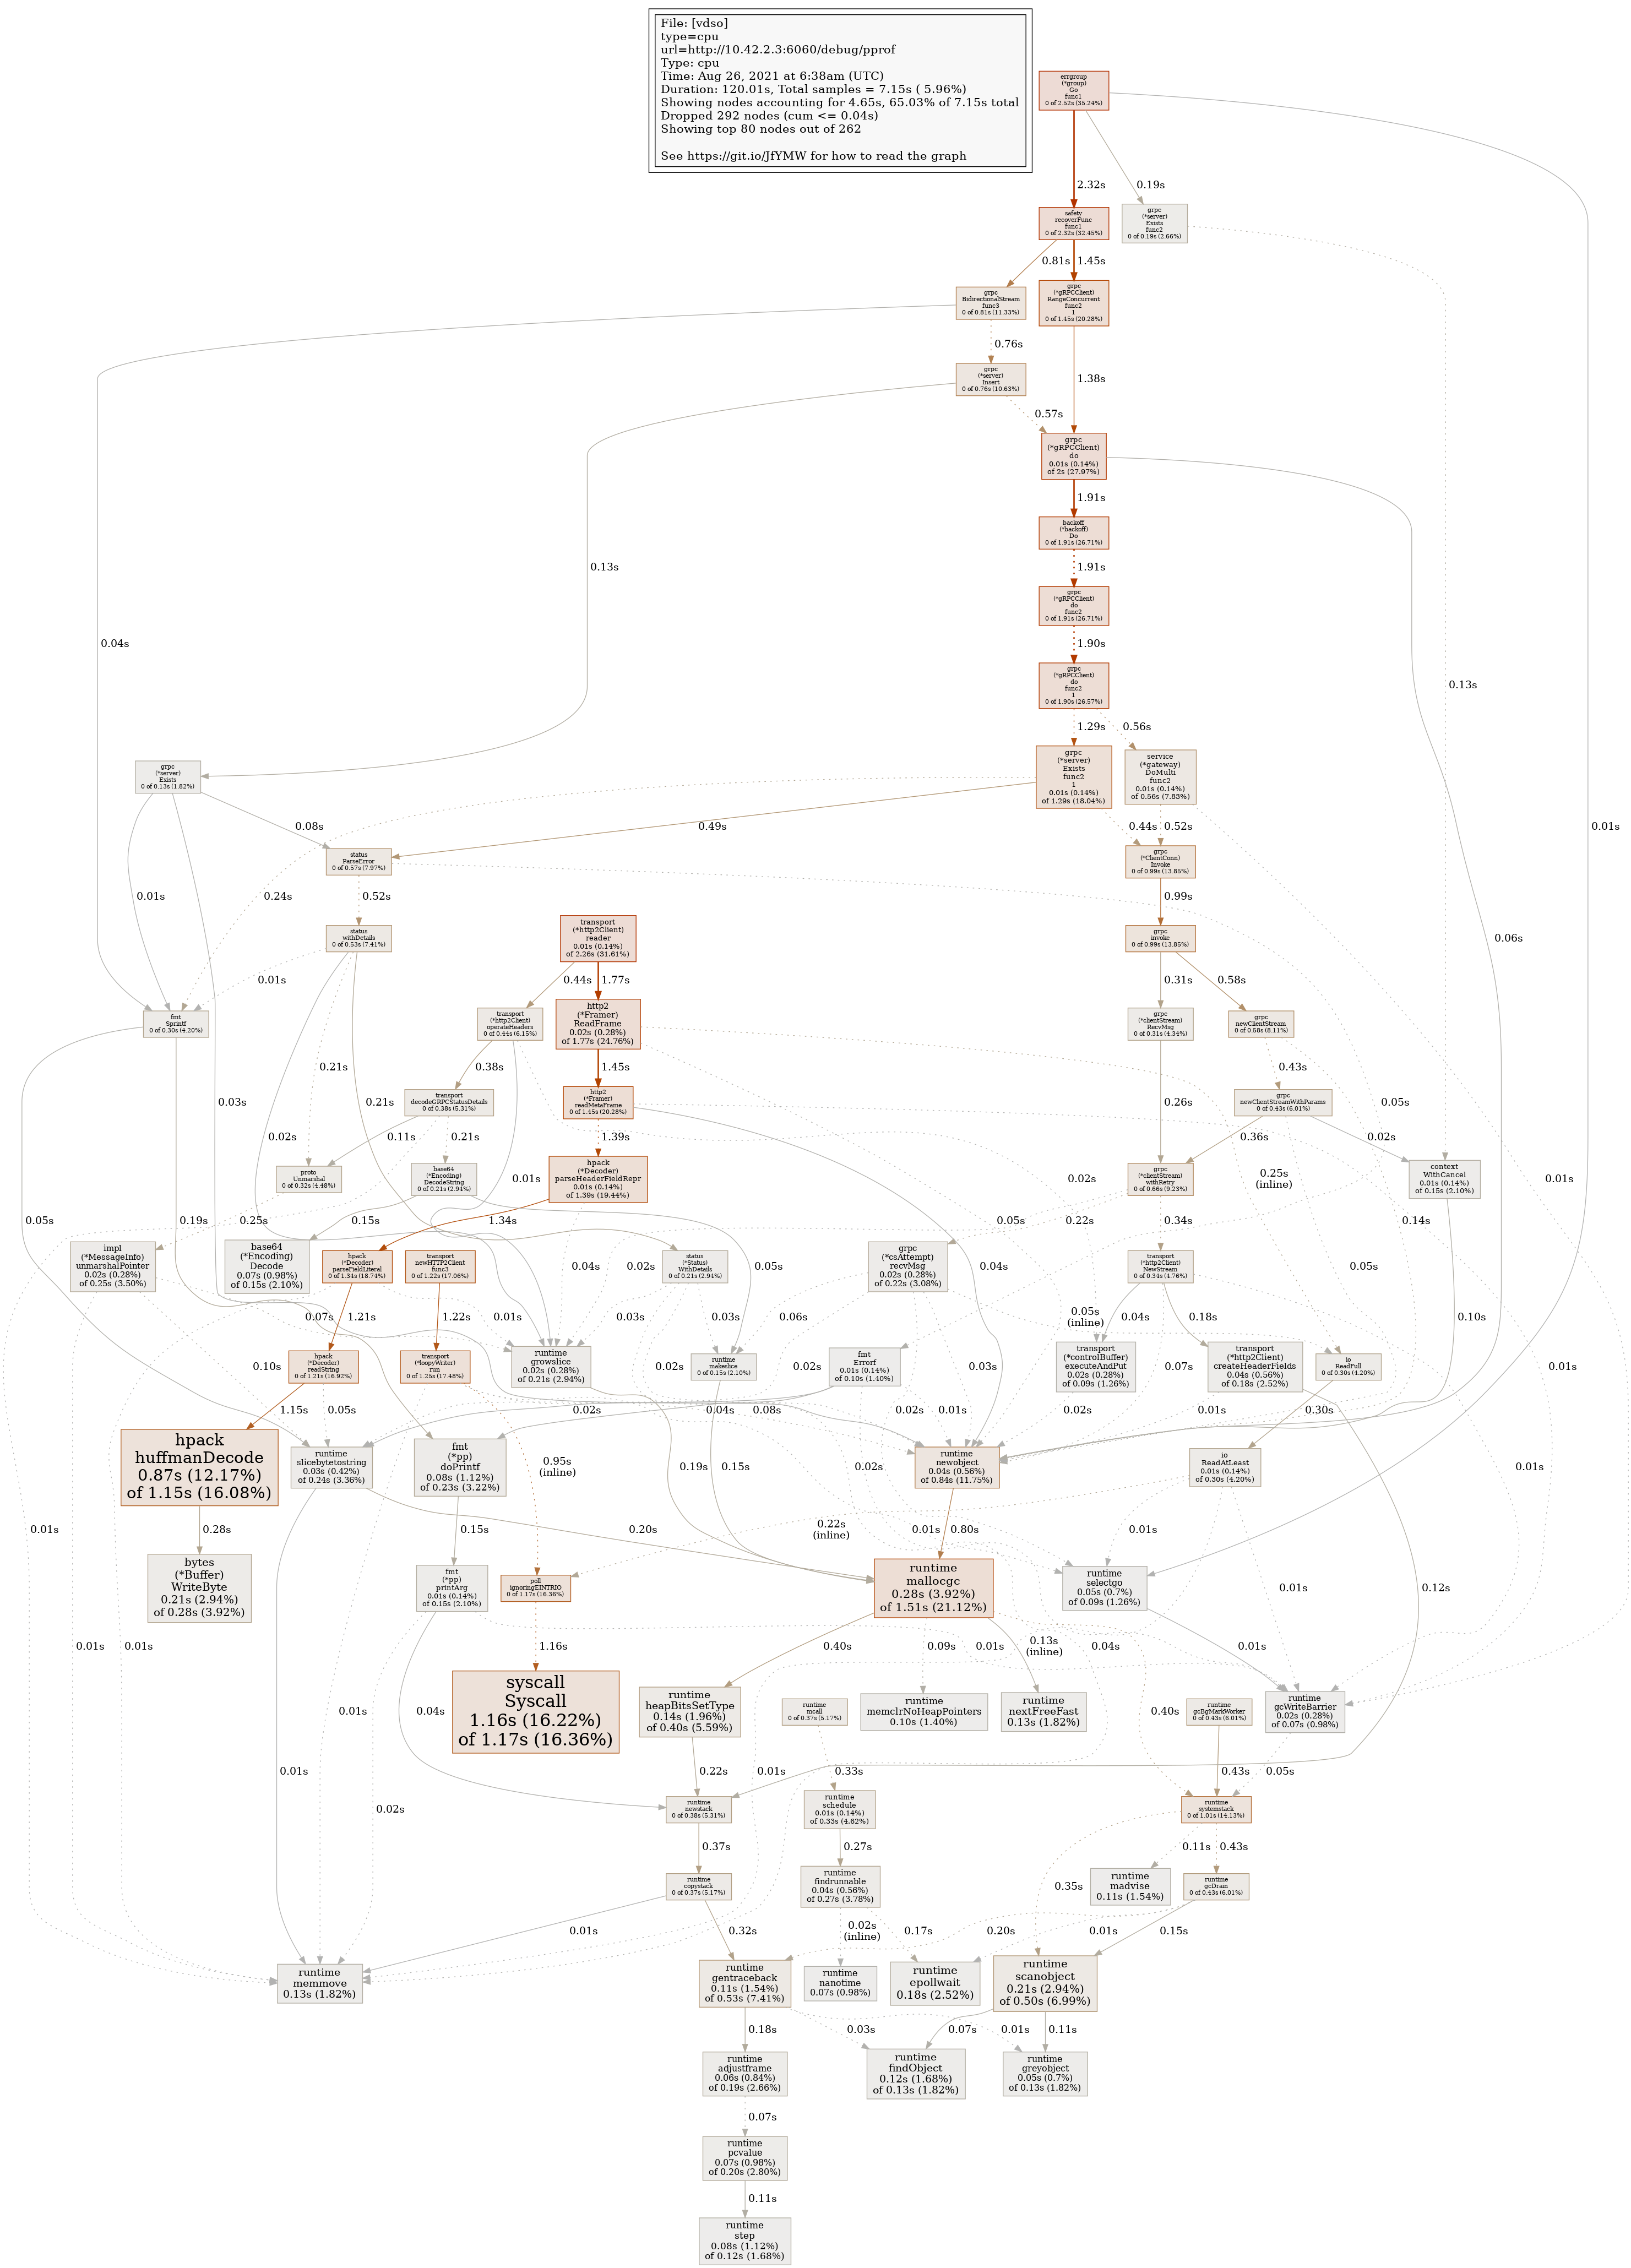 File: [vdso]
type=cpu
url=http://10.42.2.3:6060/debug/pprof
Type: cpu
Time: Aug 26, 2021 at 6:38am (UTC)
Duration: 120.01s, Total samples = 7.15s ( 5.96%)
Showing nodes accounting for 4.65s, 65.03% of 7.15s total
Dropped 292 nodes (cum <= 0.04s)
Showing top 80 nodes out of 262
See https://git.io/JfYMW for how to read the graph
errgroup
(*group)
Go
func1
0 of 2.52s (35.24%)
2.32s
0.19s
safety
recoverFunc
func1
0 of 2.32s (32.45%)
grpc
(*server)
Exists
func2
0 of 0.19s (2.66%)
0.81s
1.45s
grpc
BidirectionalStream
func3
0 of 0.81s (11.33%)
grpc
(*gRPCClient)
RangeConcurrent
func2
1
0 of 1.45s (20.28%)
0.76s
1.38s
grpc
(*server)
Insert
0 of 0.76s (10.63%)
0.57s
grpc
(*gRPCClient)
do
0.01s (0.14%)
of 2s (27.97%)
1.91s
backoff
(*backoff)
Do
0 of 1.91s (26.71%)
0.13s
1.91s
grpc
(*gRPCClient)
do
func2
0 of 1.91s (26.71%)
0.04s
1.90s
grpc
(*gRPCClient)
do
func2
1
0 of 1.90s (26.57%)
0.13s
1.29s
0.56s
grpc
(*server)
Exists
0 of 0.13s (1.82%)
grpc
(*server)
Exists
func2
1
0.01s (0.14%)
of 1.29s (18.04%)
service
(*gateway)
DoMulti
func2
0.01s (0.14%)
of 0.56s (7.83%)
0.08s
0.49s
0.44s
0.52s
0.01s
status
ParseError
0 of 0.57s (7.97%)
grpc
(*ClientConn)
Invoke
0 of 0.99s (13.85%)
0.01s
0.24s
0.52s
0.99s
status
withDetails
0 of 0.53s (7.41%)
transport
(*http2Client)
reader
0.01s (0.14%)
of 2.26s (31.61%)
grpc
invoke
0 of 0.99s (13.85%)
0.06s
0.01s
0.44s
1.77s
0.31s
0.58s
fmt
Sprintf
0 of 0.30s (4.20%)
transport
(*http2Client)
operateHeaders
0 of 0.44s (6.15%)
http2
(*Framer)
ReadFrame
0.02s (0.28%)
of 1.77s (24.76%)
grpc
(*clientStream)
RecvMsg
0 of 0.31s (4.34%)
grpc
newClientStream
0 of 0.58s (8.11%)
0.21s
0.38s
1.45s
0.43s
0.03s
0.21s
transport
decodeGRPCStatusDetails
0 of 0.38s (5.31%)
http2
(*Framer)
readMetaFrame
0 of 1.45s (20.28%)
0.26s
grpc
newClientStreamWithParams
0 of 0.43s (6.01%)
0.05s
0.02s
0.11s
0.21s
1.39s
0.36s
0.02s
proto
Unmarshal
0 of 0.32s (4.48%)
base64
(*Encoding)
DecodeString
0 of 0.21s (2.94%)
0.01s
hpack
(*Decoder)
parseHeaderFieldRepr
0.01s (0.14%)
of 1.39s (19.44%)
0.02s
grpc
(*clientStream)
withRetry
0 of 0.66s (9.23%)
0.25s
(inline)
context
WithCancel
0.01s (0.14%)
of 0.15s (2.10%)
0.01s
0.05s
0.19s
0.25s
0.15s
1.34s
0.05s
0.22s
0.34s
0.14s
impl
(*MessageInfo)
unmarshalPointer
0.02s (0.28%)
of 0.25s (3.50%)
base64
(*Encoding)
Decode
0.07s (0.98%)
of 0.15s (2.10%)
hpack
(*Decoder)
parseFieldLiteral
0 of 1.34s (18.74%)
transport
newHTTP2Client
func3
0 of 1.22s (17.06%)
0.04s
0.02s
status
(*Status)
WithDetails
0 of 0.21s (2.94%)
0.05s
grpc
(*csAttempt)
recvMsg
0.02s (0.28%)
of 0.22s (3.08%)
0.04s
transport
(*http2Client)
NewStream
0 of 0.34s (4.76%)
0.05s
0.07s
1.21s
1.22s
0.01s
0.03s
0.03s
0.06s
0.05s
(inline)
0.04s
0.18s
0.10s
0.10s
hpack
(*Decoder)
readString
0 of 1.21s (16.92%)
transport
(*loopyWriter)
run
0 of 1.25s (17.48%)
runtime
growslice
0.02s (0.28%)
of 0.21s (2.94%)
0.02s
runtime
makeslice
0 of 0.15s (2.10%)
0.02s
fmt
Errorf
0.01s (0.14%)
of 0.10s (1.40%)
0.03s
transport
(*controlBuffer)
executeAndPut
0.02s (0.28%)
of 0.09s (1.26%)
0.07s
transport
(*http2Client)
createHeaderFields
0.04s (0.56%)
of 0.18s (2.52%)
io
ReadFull
0 of 0.30s (4.20%)
0.01s
1.15s
0.05s
0.02s
0.04s
0.08s
0.02s
0.01s
0.02s
0.01s
0.30s
hpack
huffmanDecode
0.87s (12.17%)
of 1.15s (16.08%)
runtime
slicebytetostring
0.03s (0.42%)
of 0.24s (3.36%)
fmt
(*pp)
doPrintf
0.08s (1.12%)
of 0.23s (3.22%)
0.95s
(inline)
0.19s
0.15s
0.02s
runtime
newobject
0.04s (0.56%)
of 0.84s (11.75%)
io
ReadAtLeast
0.01s (0.14%)
of 0.30s (4.20%)
0.01s
0.01s
0.28s
0.15s
0.20s
0.22s
(inline)
0.01s
0.80s
0.01s
bytes
(*Buffer)
WriteByte
0.21s (2.94%)
of 0.28s (3.92%)
fmt
(*pp)
printArg
0.01s (0.14%)
of 0.15s (2.10%)
poll
ignoringEINTRIO
0 of 1.17s (16.36%)
runtime
mallocgc
0.28s (3.92%)
of 1.51s (21.12%)
runtime
selectgo
0.05s (0.7%)
of 0.09s (1.26%)
0.01s
0.12s
0.01s
0.01s
1.16s
0.40s
0.09s
0.01s
0.13s
(inline)
0.04s
0.01s
0.01s
syscall
Syscall
1.16s (16.22%)
of 1.17s (16.36%)
runtime
heapBitsSetType
0.14s (1.96%)
of 0.40s (5.59%)
runtime
mcall
0 of 0.37s (5.17%)
runtime
memclrNoHeapPointers
0.10s (1.40%)
runtime
nextFreeFast
0.13s (1.82%)
0.40s
runtime
gcBgMarkWorker
0 of 0.43s (6.01%)
runtime
gcWriteBarrier
0.02s (0.28%)
of 0.07s (0.98%)
0.04s
0.01s
0.22s
0.01s
0.33s
0.43s
0.05s
0.02s
runtime
newstack
0 of 0.38s (5.31%)
runtime
schedule
0.01s (0.14%)
of 0.33s (4.62%)
runtime
systemstack
0 of 1.01s (14.13%)
0.37s
0.27s
0.11s
0.43s
runtime
copystack
0 of 0.37s (5.17%)
runtime
findrunnable
0.04s (0.56%)
of 0.27s (3.78%)
0.35s
runtime
madvise
0.11s (1.54%)
runtime
gcDrain
0 of 0.43s (6.01%)
0.01s
0.32s
0.02s
(inline)
0.17s
0.20s
0.01s
0.15s
runtime
memmove
0.13s (1.82%)
runtime
gentraceback
0.11s (1.54%)
of 0.53s (7.41%)
runtime
nanotime
0.07s (0.98%)
runtime
epollwait
0.18s (2.52%)
runtime
scanobject
0.21s (2.94%)
of 0.50s (6.99%)
0.18s
0.03s
0.07s
0.01s
0.11s
runtime
adjustframe
0.06s (0.84%)
of 0.19s (2.66%)
runtime
findObject
0.12s (1.68%)
of 0.13s (1.82%)
runtime
greyobject
0.05s (0.7%)
of 0.13s (1.82%)
0.07s
runtime
pcvalue
0.07s (0.98%)
of 0.20s (2.80%)
0.11s
runtime
step
0.08s (1.12%)
of 0.12s (1.68%)